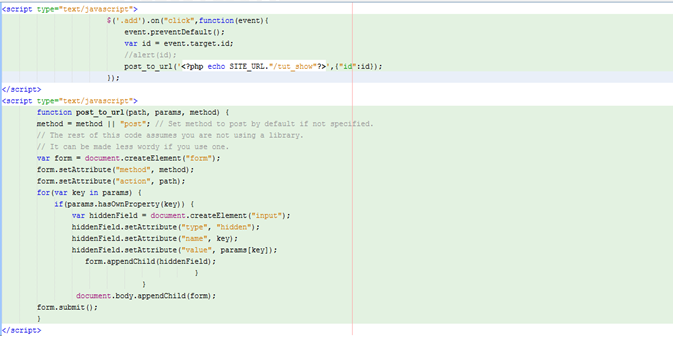 <script type="text/javascript">
$('.add').on("click",function(event){
event.preventDefault();
var id = event.target.id;
//alert(id);
post_to_url('<?php echo SITE_URL."/tut_show"?>',{"id":id});
});
</script>
<script type="text/javascript">
function post_to_url(path, params, method) {
method = method || "post"; // Set method to post by default if not specified.
// The rest of this code assumes you are not using a library.
// It can be made less wordy if you use one.
var form = document.createElement("form");
form.setAttribute("method", method);
form.setAttribute("action", path);
for(var key in params) {
if(params.hasOwnProperty(key)) {
var hiddenField = document.createElement("input");
hiddenField.setAttribute("type", "hidden");
hiddenField.setAttribute("name", key);
hiddenField.setAttribute("value", params[key]);
form.appendChild(hiddenField);
}
}
document.body.appendChild(form);
form.submit();
}
</script>